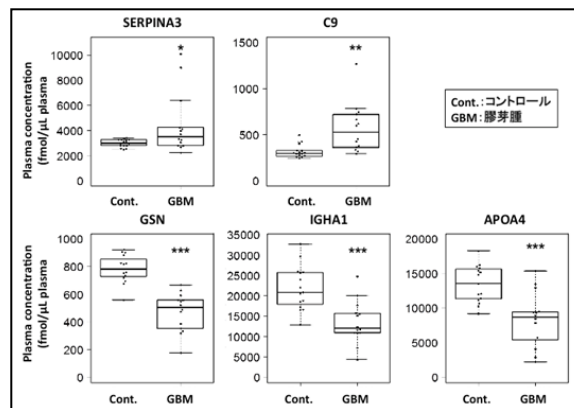 SERPINA3
C9
Plasma concentration
(fmol/μL plasma
10000
8000
6000
4000
2000
0
*
Cont.
GBM
1500
1000
500
0
**
Cont.
GBM
Cont.：コントロール
GBM：膠芽腫
GSN
IGHA1
APOA4
Plasma concentration
(fmol/μL plasma
1000
800
600
400
200
0
***
Cont.
GBM
35000
30000
25000
20000
15000
10000
5000
0
***
Cont.
GBM
20000
15000
10000
5000
0
***
Cont.
GBM